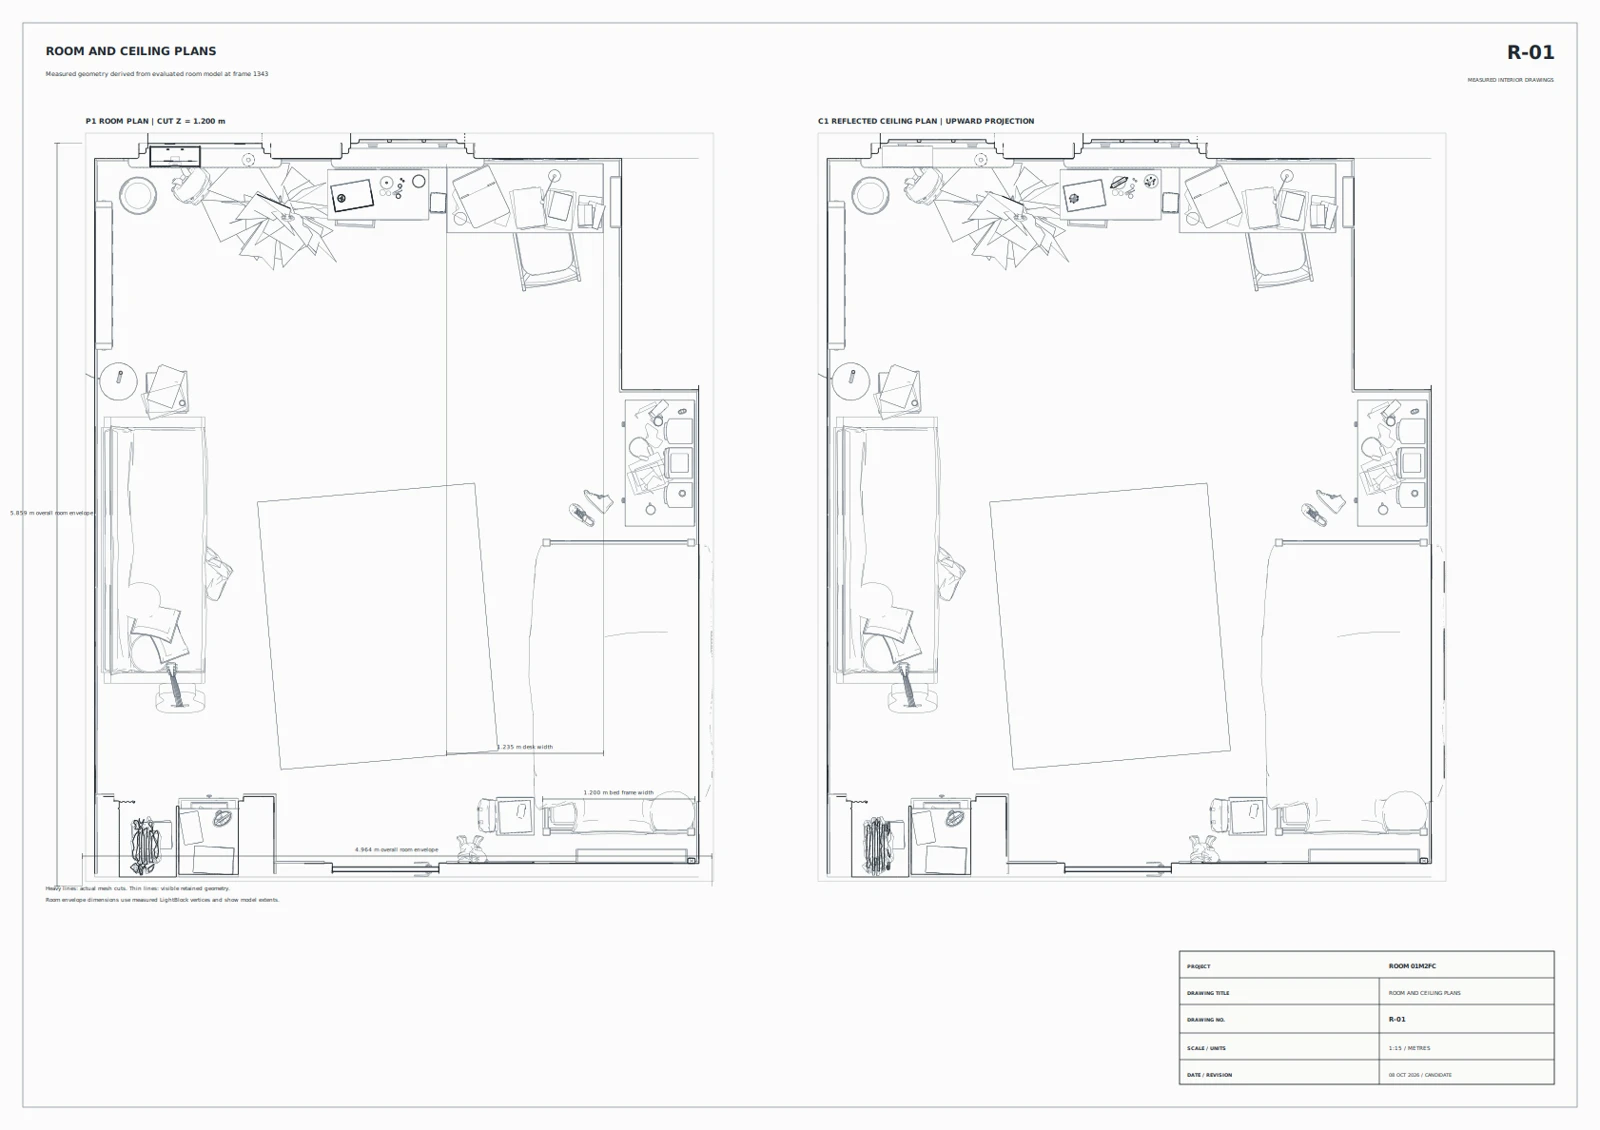 ROOM AND CEILING PLANS
Measured geometry derived from evaluated room model at frame 1343
R-01
MEASURED INTERIOR DRAWINGS
P1 ROOM PLAN | CUT Z = 1.200 m
C1 REFLECTED CEILING PLAN | UPWARD PROJECTION
5.859 m overall room envelope
1.235 m desk width
1.200 m bed frame width
4.964 m overall room envelope
Heavy lines: actual mesh cuts. Thin lines: visible retained geometry.
Room envelope dimensions use measured LightBlock vertices and show model extents.
PROJECT ROOM 01M2FC
DRAWING TITLE ROOM AND CEILING PLANS
DRAWING NO. R-01
SCALE / UNITS 1:15 / METRES
DATE / REVISION 08 OCT 2026 / CANDIDATE